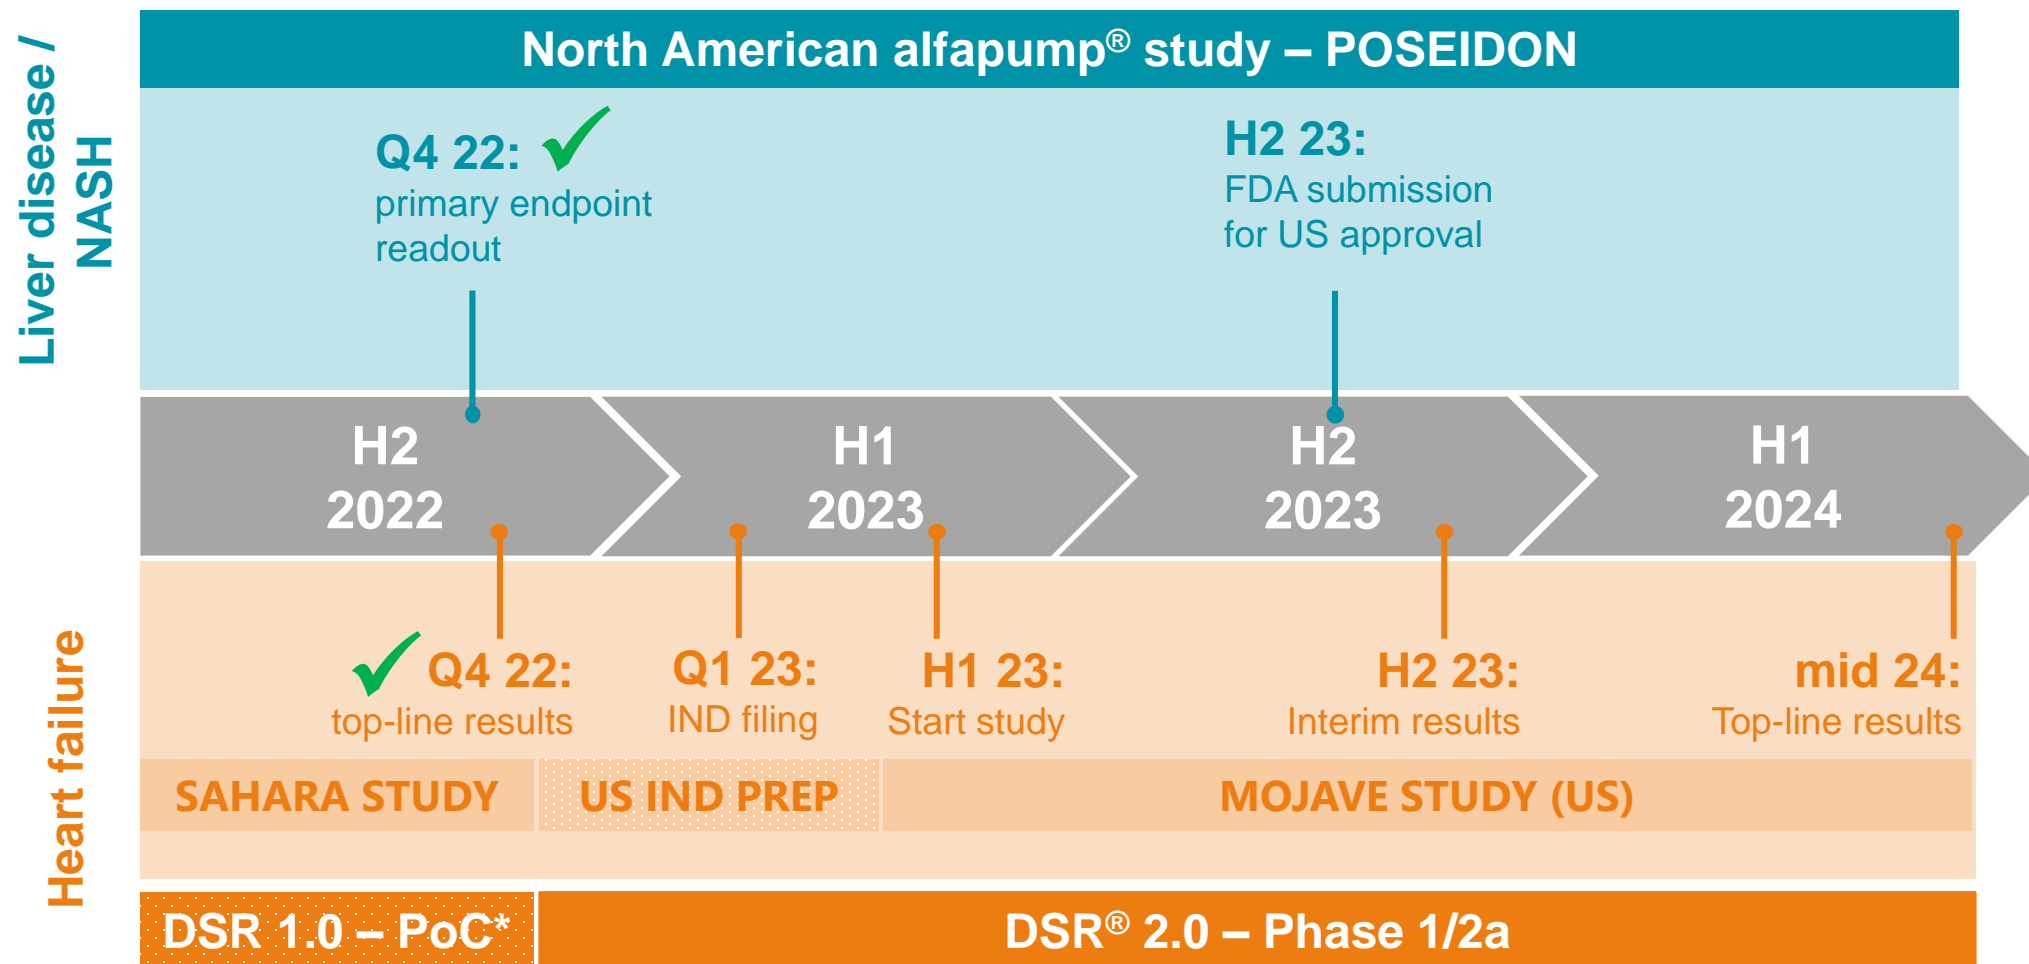 Liver disease /
NASH
North American alfapump® study – POSEIDON
Q4 22:
primary endpoint
readout
H2 23:
FDA submission
for US approval
H2
2022
H1
2023
H2
2023
H1
2024
Heart failure
Q4 22:
top-line results
Q1 23:
IND filing
H1 23:
Start study
H2 23:
Interim results
mid 24:
Top-line results
SAHARA STUDY
US IND PREP
MOJAVE STUDY (US)
DSR 1.0 – PoC*
DSR® 2.0 – Phase 1/2a